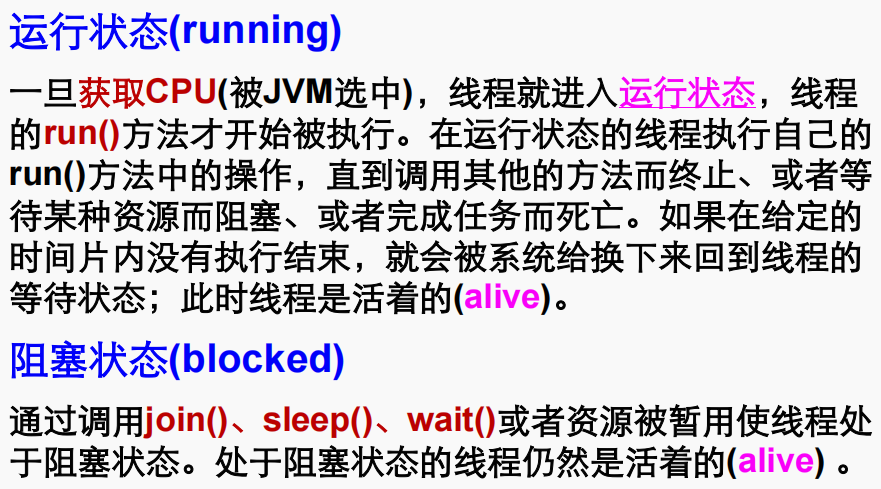 运行状态(running)
一旦获取CPU(被JVM选中)，线程就进入运行状态，线程
的run()方法才开始被执行。在运行状态的线程执行自己的
run()方法中的操作，直到调用其他的方法而终止、或者等
待某种资源而阻塞、或者完成任务而死亡。如果在给定的
时间片内没有执行结束，就会被系统给换下来回到线程的
等待状态；此时线程是活着的(alive)。
阻塞状态(blocked)
通过调用join()、sleep()、wait()或者资源被暂用使线程处
于阻塞状态。处于阻塞状态的线程仍然是活着的(alive) 。